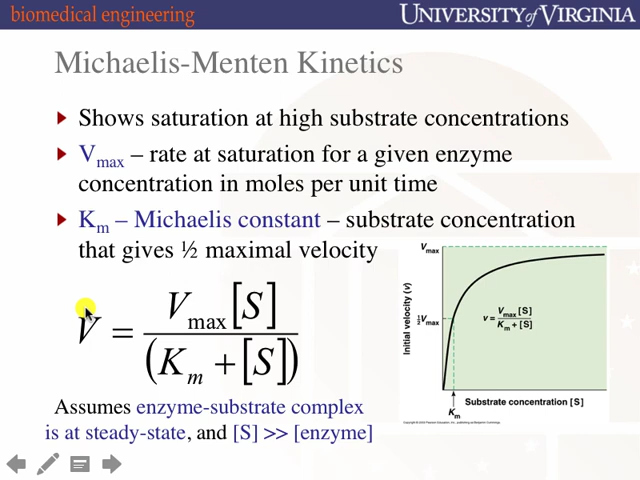 biomedical engineering
UNIVERSITY of VIRGINIA
Michaelis-Menten Kinetics
Shows saturation at high substrate concentrations
Vmax – rate at saturation for a given enzyme
concentration in moles per unit time
Km – Michaelis constant – substrate concentration
that gives ½ maximal velocity
V = Vmax [S] / (Km + [S])
Assumes enzyme-substrate complex
is at steady-state, and [S] >> [enzyme]
Vmax
½Vmax
Initial velocity (v)
v = Vmax [S] / Km + [S]
Substrate concentration [S]
Km